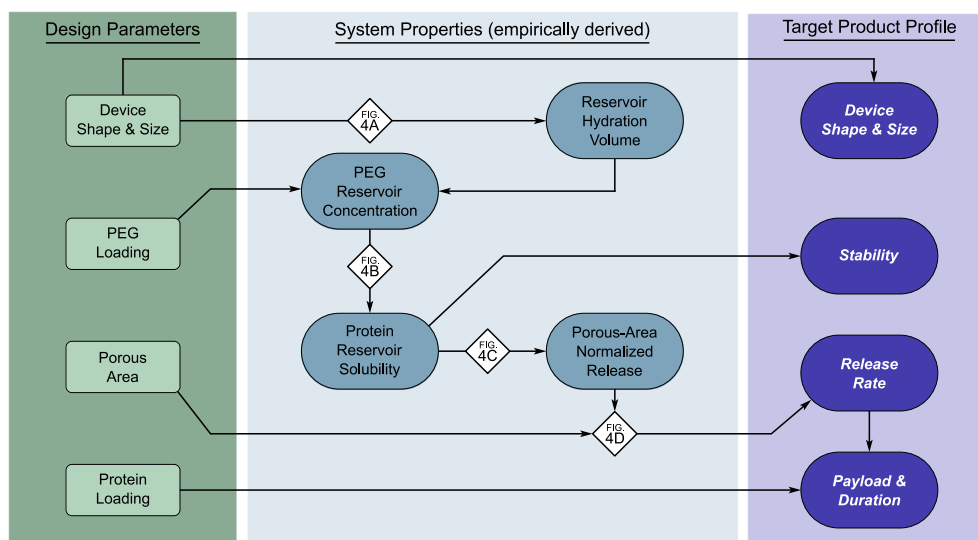 Design Parameters
System Properties (empirically derived)
Target Product Profile
Device
Shape & Size
FIG.
4A
Reservoir
Hydration
Volume
Device
Shape & Size
PEG
Reservoir
Concentration
PEG
Loading
FIG.
4B
Stability
Protein
Reservoir
Solubility
FIG.
4C
Porous-Area
Normalized
Release
Porous
Area
Release
Rate
FIG.
4D
Protein
Loading
Payload &
Duration